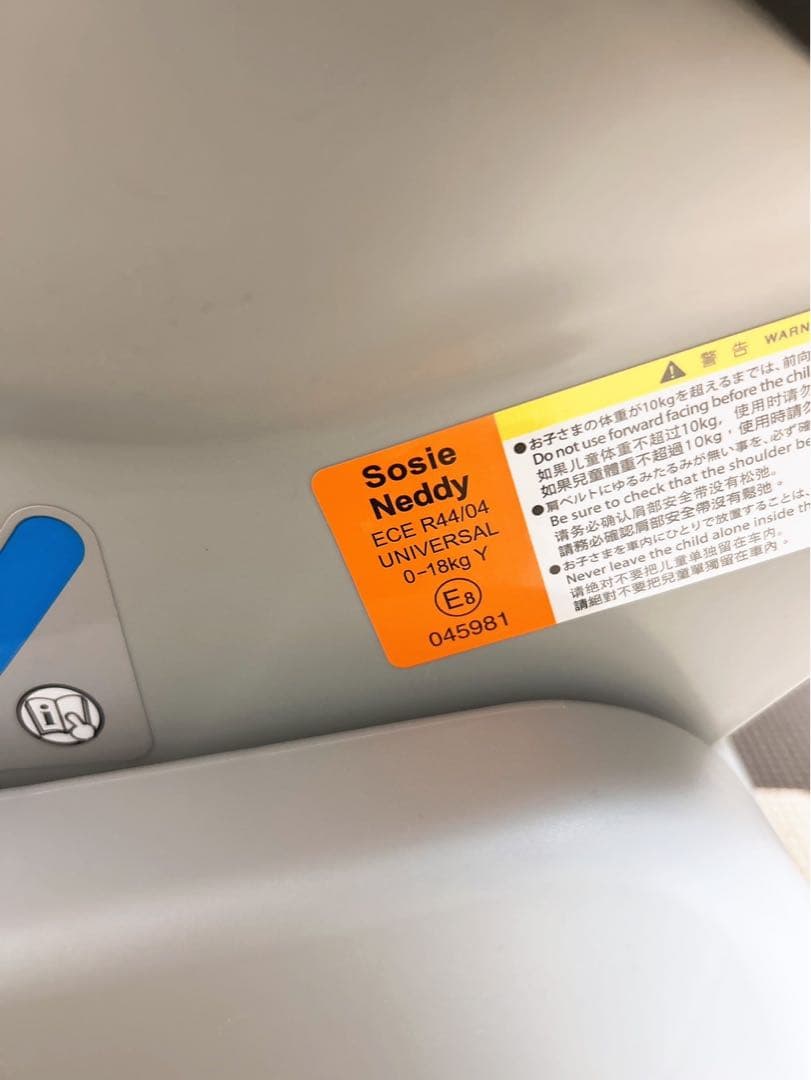 Sosie
Neddy
ECE R44/04
UNIVERSAL
0-18kg Y
E8
045981
警告 WARN
●お子さまの体重が10kgを超えるまでは、前向
Do not use forward facing before the chil
如果儿童体重不超过10kg，使用时请勿
如果兒童體重不超過10kg，使用時請勿
●肩ベルトにゆるみたるみが無い事を、必ず確
Be sure to check that the shoulder be
请务必确认肩部安全带没有松弛。
請務必確認肩部安全帶沒有鬆弛。
●お子さまを車内にひとりで放置することは、
Never leave the child alone inside th
请绝对不要把儿童单独留在车内。
請絕對不要把兒童單獨留在車內。
i